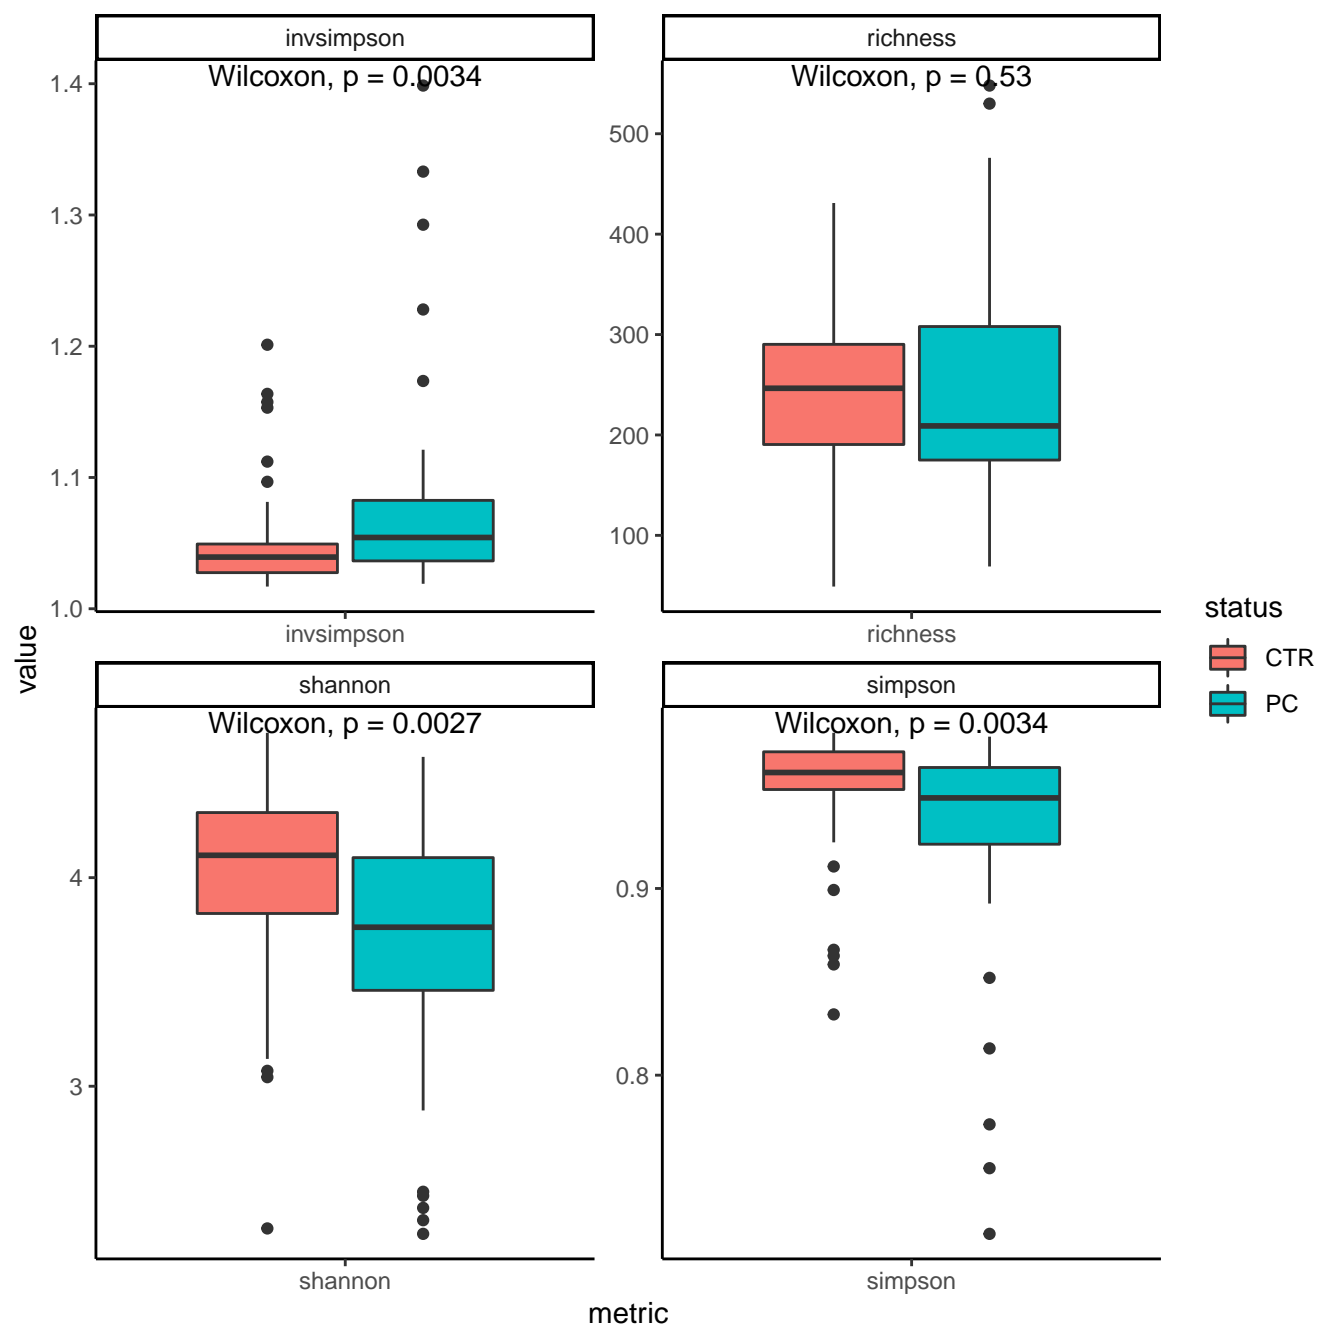 invsimpson
Wilcoxon, p = 0.0034
1.4
1.3
1.2
1.1
1.0
invsimpson
richness
Wilcoxon, p = 0.53
500
400
300
200
100
richness
shannon
Wilcoxon, p = 0.0027
4
3
shannon
simpson
Wilcoxon, p = 0.0034
0.9
0.8
simpson
value
metric
status
CTR
PC